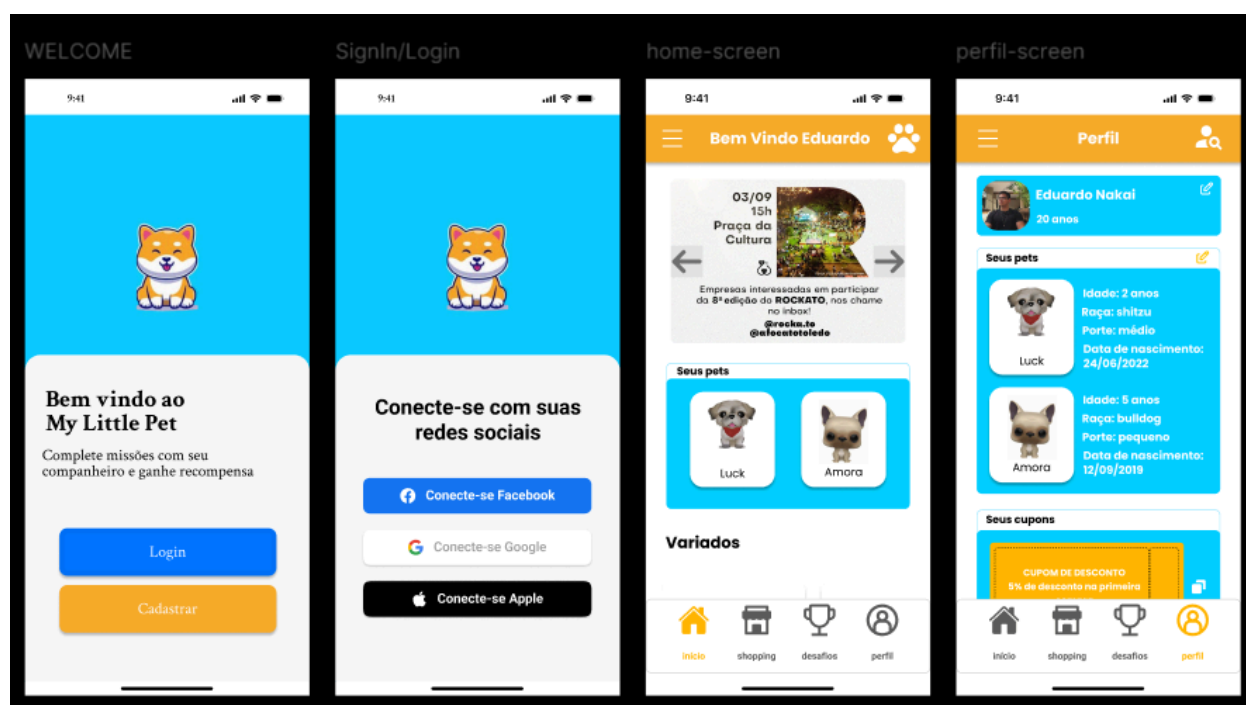 WELCOME
9:41
Bem vindo ao
My Little Pet
Complete missões com seu
companheiro e ganhe recompensa
Login
Cadastrar
SignIn/Login
9:41
Conecte-se com suas
redes sociais
Conecte-se Facebook
Conecte-se Google
Conecte-se Apple
home-screen
9:41
Bem Vindo Eduardo
03/09
15h
Praça da
Cultura
R
Empresas interessadas em participar
da 8ª edição do ROCKATO, nos chame
no inbox!
@rocka.to
@afocatotoledo
Seus pets
Luck
Amora
Variados
início
shopping
desafios
perfil
perfil-screen
9:41
Perfil
Eduardo Nakai
20 anos
Seus pets
Idade: 2 anos
Raça: shitzu
Porte: médio
Data de nascimento:
24/06/2022
Luck
Idade: 5 anos
Raça: bulldog
Porte: pequeno
Data de nascimento:
12/09/2019
Amora
Seus cupons
CUPOM DE DESCONTO
5% de desconto na primeira
início
shopping
desafios
perfil